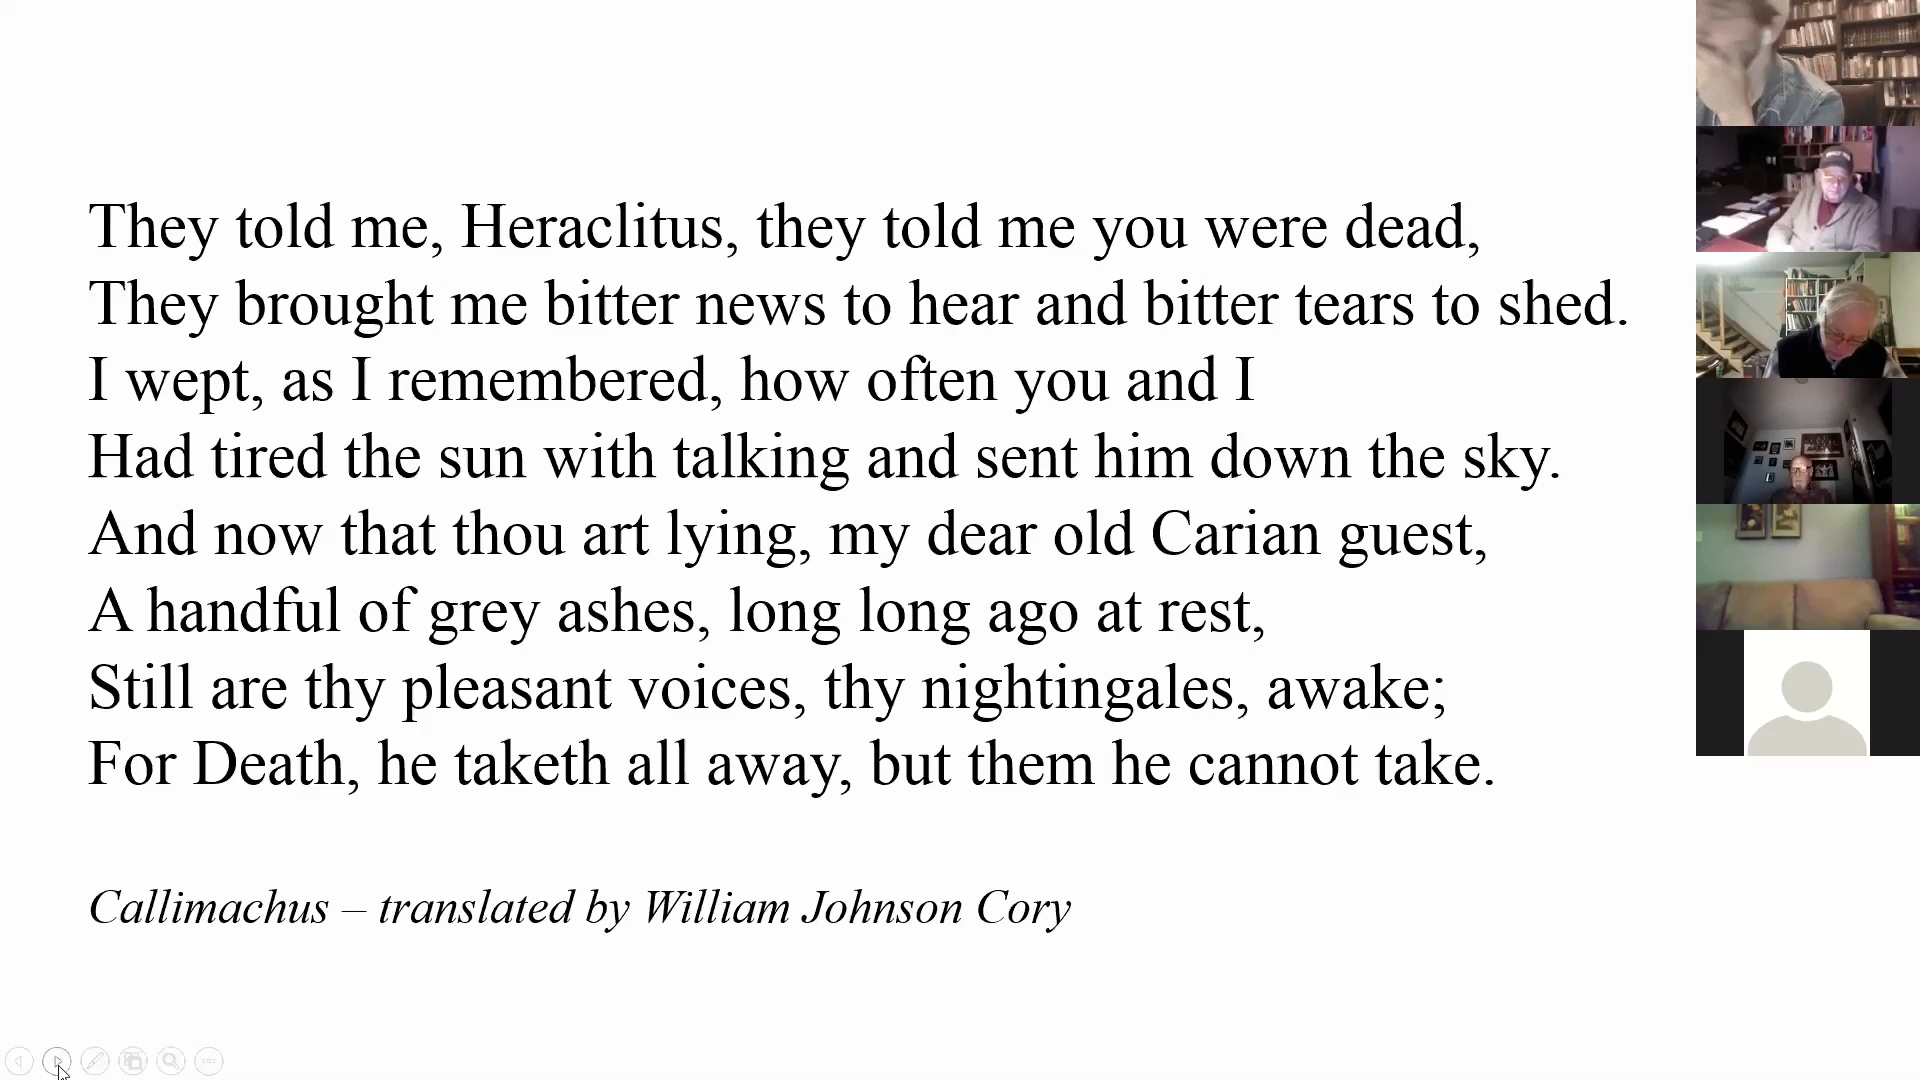 They told me, Heraclitus, they told me you were dead,
They brought me bitter news to hear and bitter tears to shed.
I wept, as I remembered, how often you and I
Had tired the sun with talking and sent him down the sky.
And now that thou art lying, my dear old Carian guest,
A handful of grey ashes, long long ago at rest,
Still are thy pleasant voices, thy nightingales, awake;
For Death, he taketh all away, but them he cannot take.
Callimachus – translated by William Johnson Cory